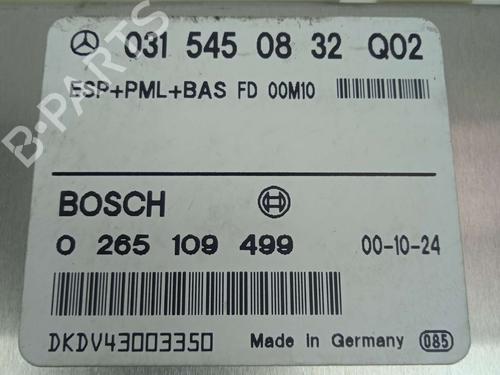 031 545 08 32 Q02
ESP+PML+BAS FD 00M10
BOSCH
0 265 109 499 00-10-24
DKDV43003350 Made in Germany 085
B-PARTS